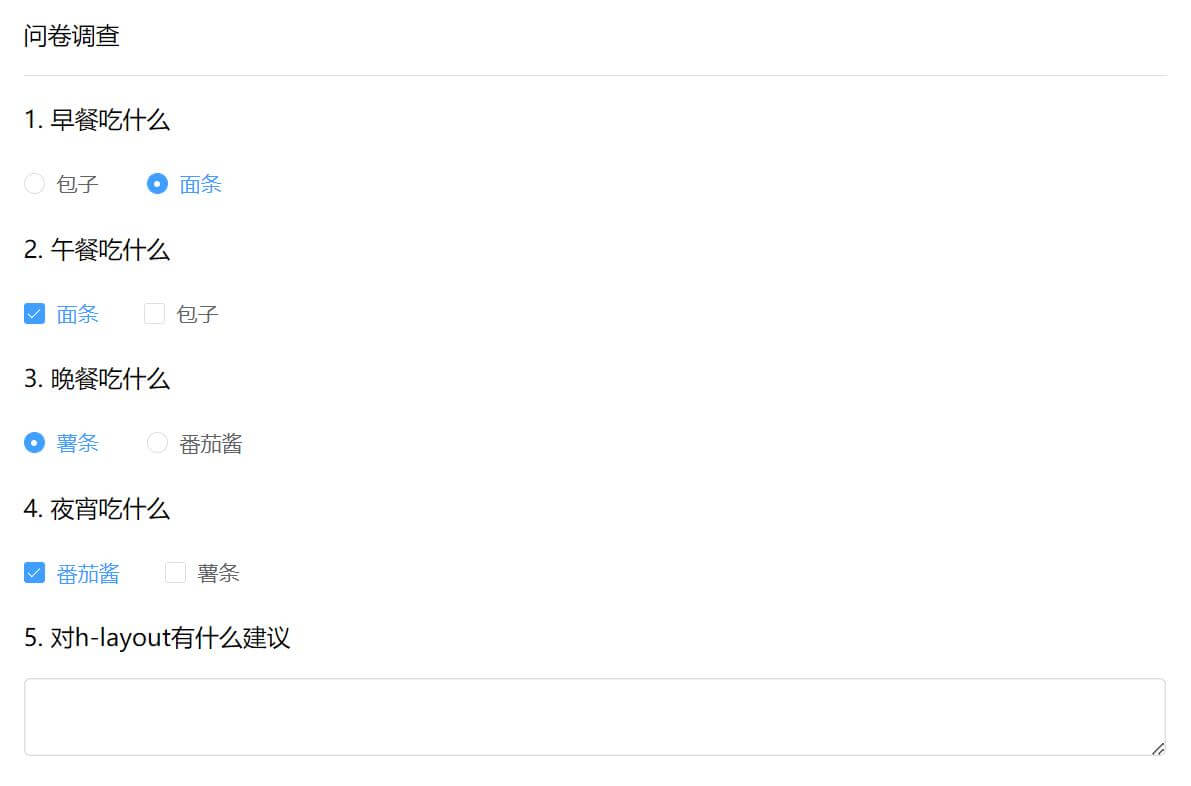 问卷调查
1. 早餐吃什么
包子 面条
2. 午餐吃什么
面条 包子
3. 晚餐吃什么
薯条 番茄酱
4. 夜宵吃什么
番茄酱 薯条
5. 对h-layout有什么建议